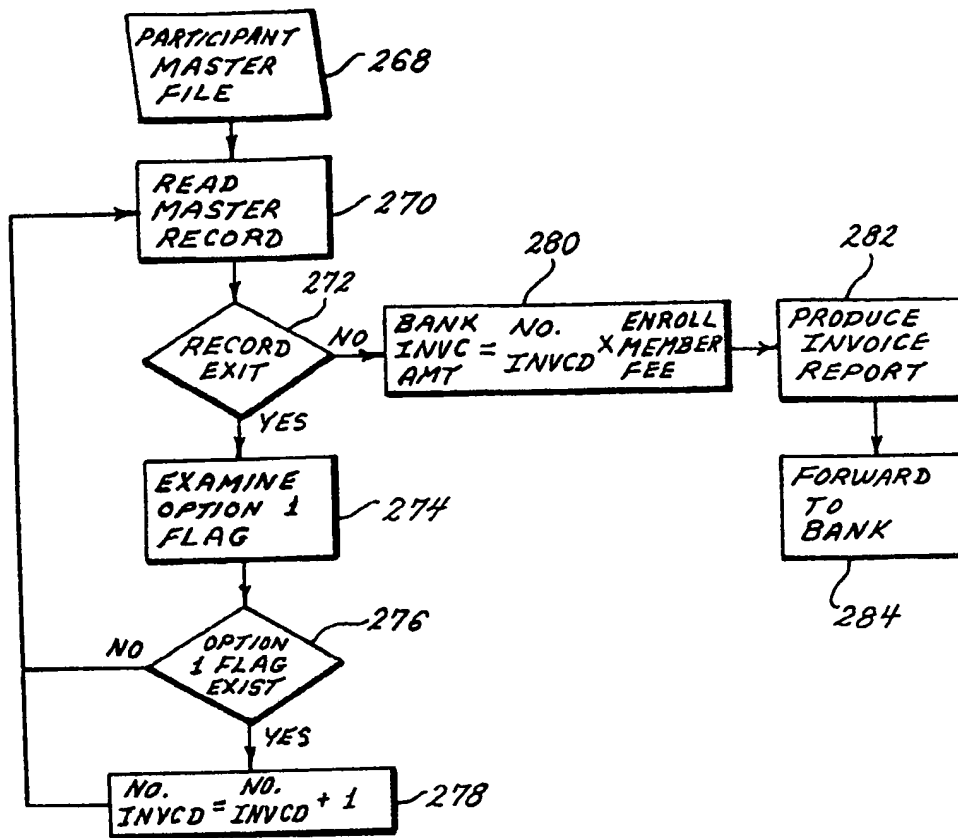 PARTICIPANT
MASTER
FILE
268
READ
MASTER
RECORD
270
RECORD
EXIT
272
NO
YES
BANK
INVC = NO. INVCD X ENROLL MEMBER FEE
AMT
280
PRODUCE
INVOICE
REPORT
282
FORWARD
TO
BANK
284
EXAMINE
OPTION 1
FLAG
274
OPTION
1 FLAG
EXIST
276
NO
YES
NO. NO.
INVCD = INVCD + 1
278